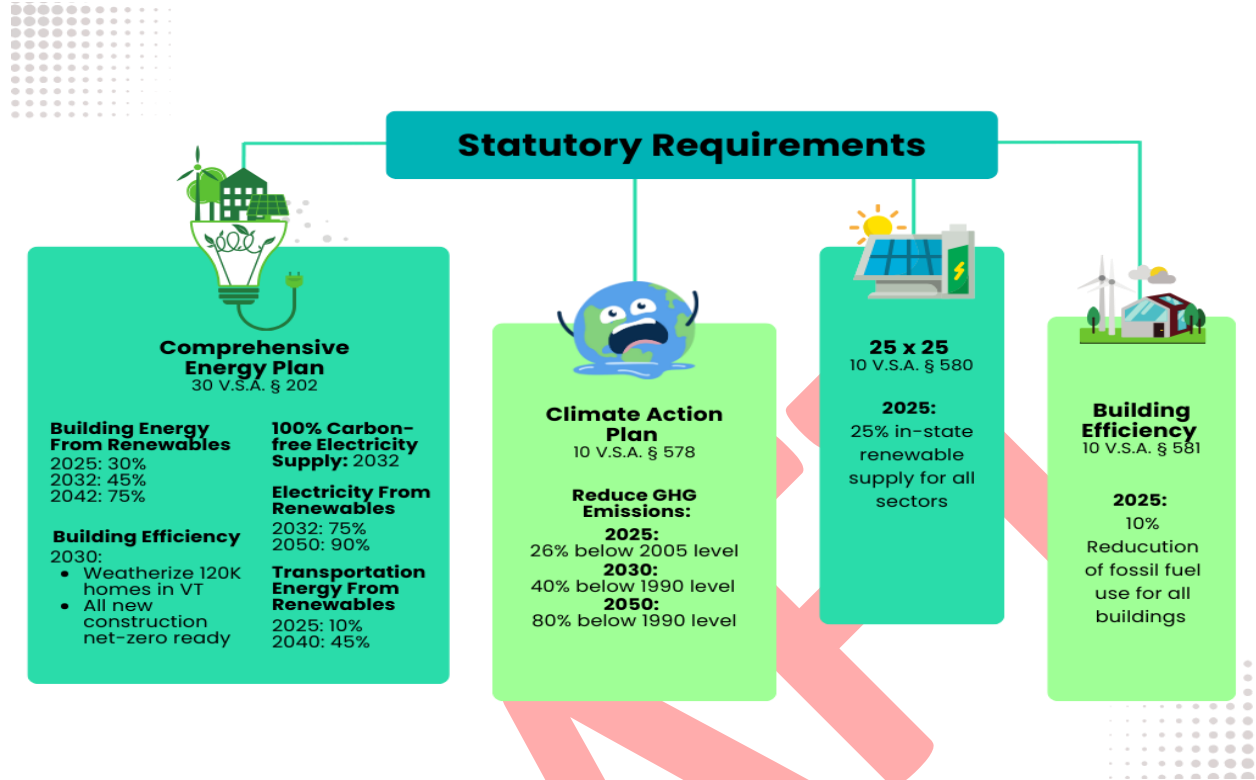 Statutory Requirements
Comprehensive
Energy Plan
30 V.S.A. § 202
Building Energy
From Renewables
2025: 30%
2032: 45%
2042: 75%
Building Efficiency
2030:
• Weatherize 120K
homes in VT
• All new
construction
net-zero ready
100% Carbon-
free Electricity
Supply: 2032
Electricity From
Renewables
2032: 75%
2050: 90%
Transportation
Energy From
Renewables
2025: 10%
2040: 45%
Climate Action
Plan
10 V.S.A. § 578
Reduce GHG
Emissions:
2025:
26% below 2005 level
2030:
40% below 1990 level
2050:
80% below 1990 level
25 x 25
10 V.S.A. § 580
2025:
25% in-state
renewable
supply for all
sectors
Building
Efficiency
10 V.S.A. § 581
2025:
10%
Reducution
of fossil fuel
use for all
buildings